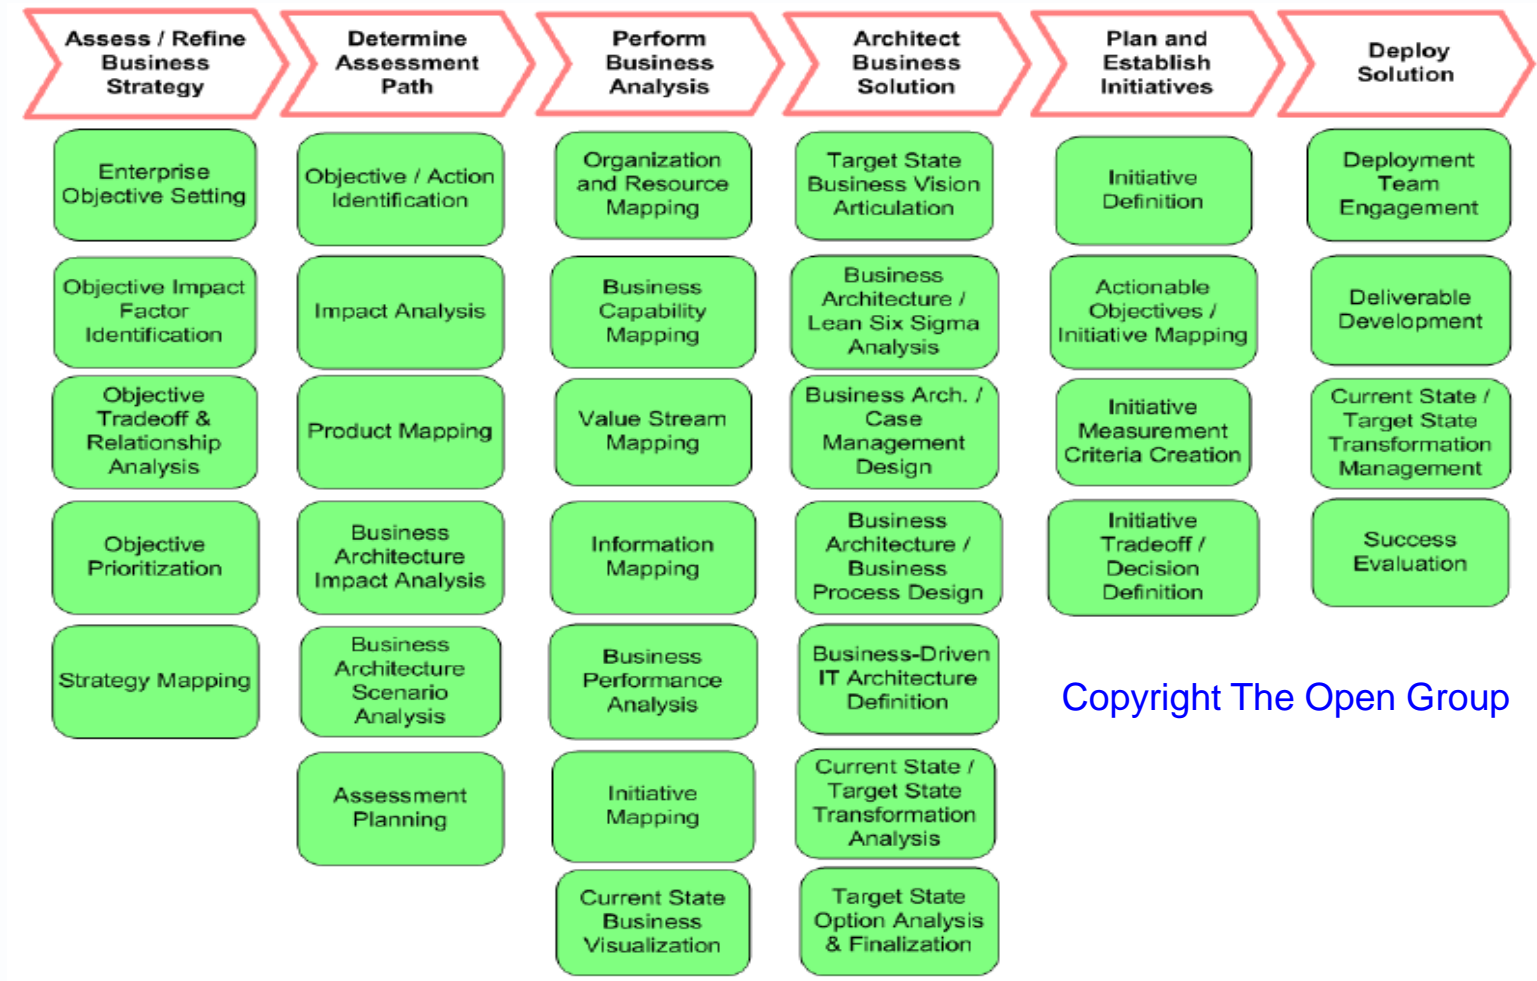 Assess / Refine
Business
Strategy
Determine
Assessment
Path
Perform
Business
Analysis
Architect
Business
Solution
Plan and
Establish
Initiatives
Deploy
Solution
Enterprise
Objective Setting
Objective Impact
Factor
Identification
Objective
Tradeoff &
Relationship
Analysis
Objective
Prioritization
Strategy Mapping
Objective / Action
Identification
Impact Analysis
Product Mapping
Business
Architecture
Impact Analysis
Business
Architecture
Scenario
Analysis
Assessment
Planning
Organization
and Resource
Mapping
Business
Capability
Mapping
Value Stream
Mapping
Information
Mapping
Business
Performance
Analysis
Initiative
Mapping
Current State
Business
Visualization
Target State
Business Vision
Articulation
Business
Architecture /
Lean Six Sigma
Analysis
Business Arch. /
Case
Management
Design
Business
Architecture /
Business
Process Design
Business-Driven
IT Architecture
Definition
Current State /
Target State
Transformation
Analysis
Target State
Option Analysis
& Finalization
Initiative
Definition
Actionable
Objectives /
Initiative Mapping
Initiative
Measurement
Criteria Creation
Initiative
Tradeoff /
Decision
Definition
Deployment
Team
Engagement
Deliverable
Development
Current State /
Target State
Transformation
Management
Success
Evaluation
Copyright The Open Group